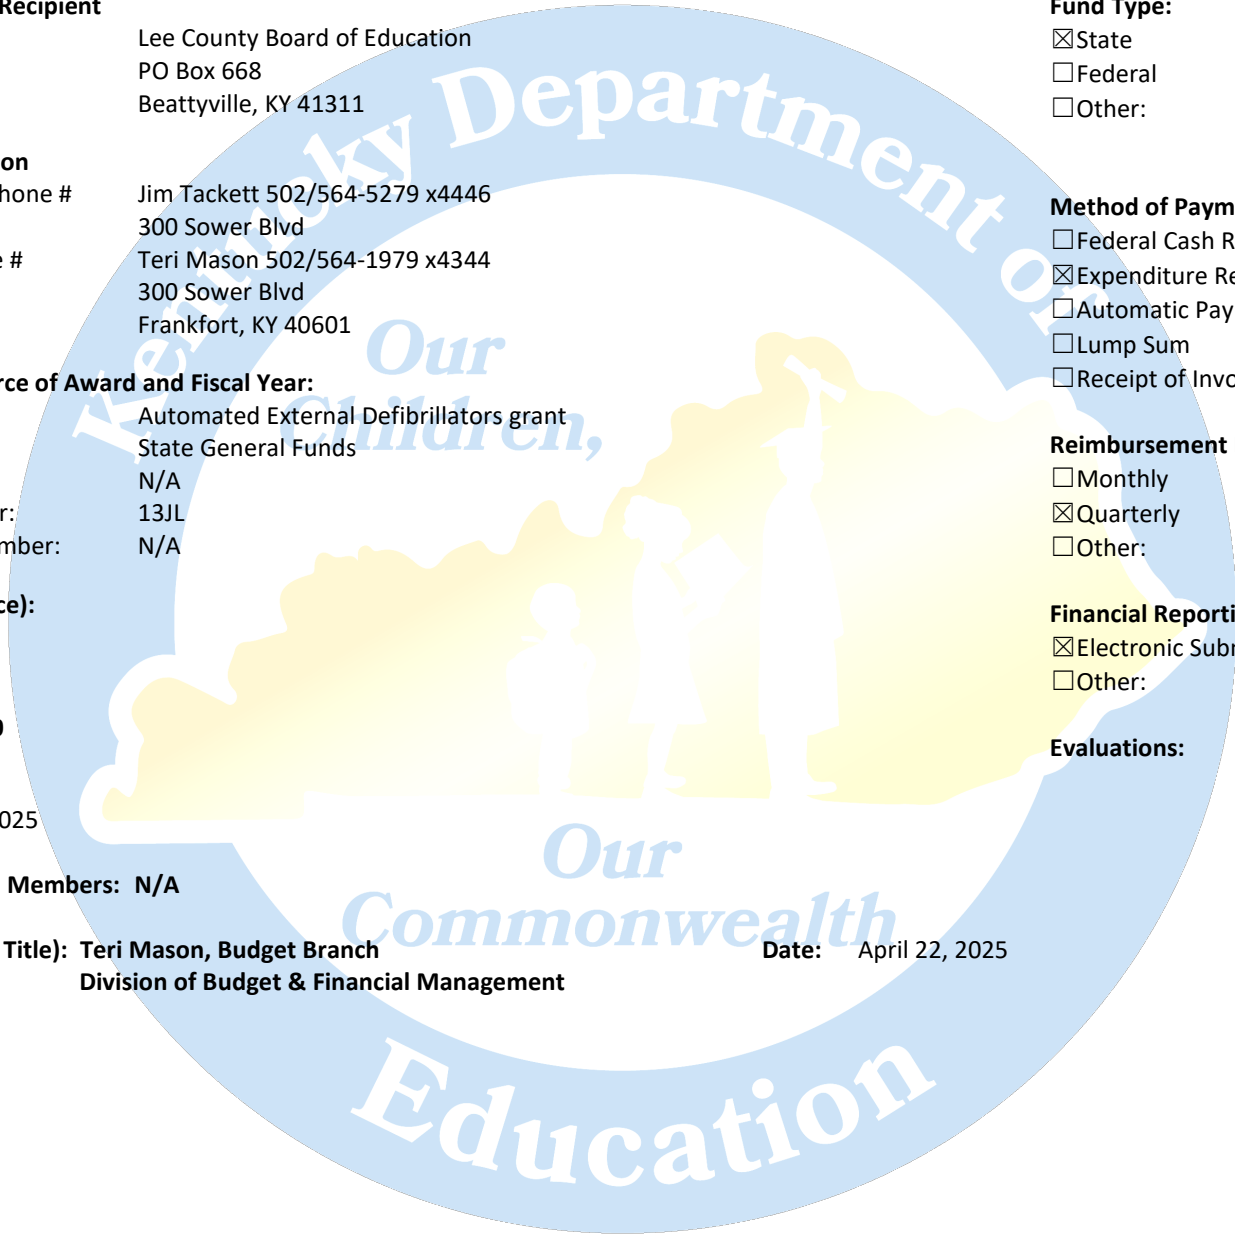 Recipient
Lee County Board of Education
PO Box 668
Beattyville, KY 41311
on
hone # Jim Tackett 502/564-5279 x4446
300 Sower Blvd
e # Teri Mason 502/564-1979 x4344
300 Sower Blvd
Frankfort, KY 40601
rce of Award and Fiscal Year:
Automated External Defibrillators grant
State General Funds
N/A
r: 13JL
mber: N/A
ce):
025
Members: N/A
Title): Teri Mason, Budget Branch
Division of Budget & Financial Management
Date: April 22, 2025
Fund Type:
☒State
☐Federal
☐Other:
Method of Paym
☐Federal Cash R
☒Expenditure Re
☐Automatic Pay
☐Lump Sum
☐Receipt of Invo
Reimbursement
☐Monthly
☒Quarterly
☐Other:
Financial Reporti
☒Electronic Subr
☐Other:
Evaluations:
Kentucky Department of
Education
Our
Children,
Our
Commonwealth